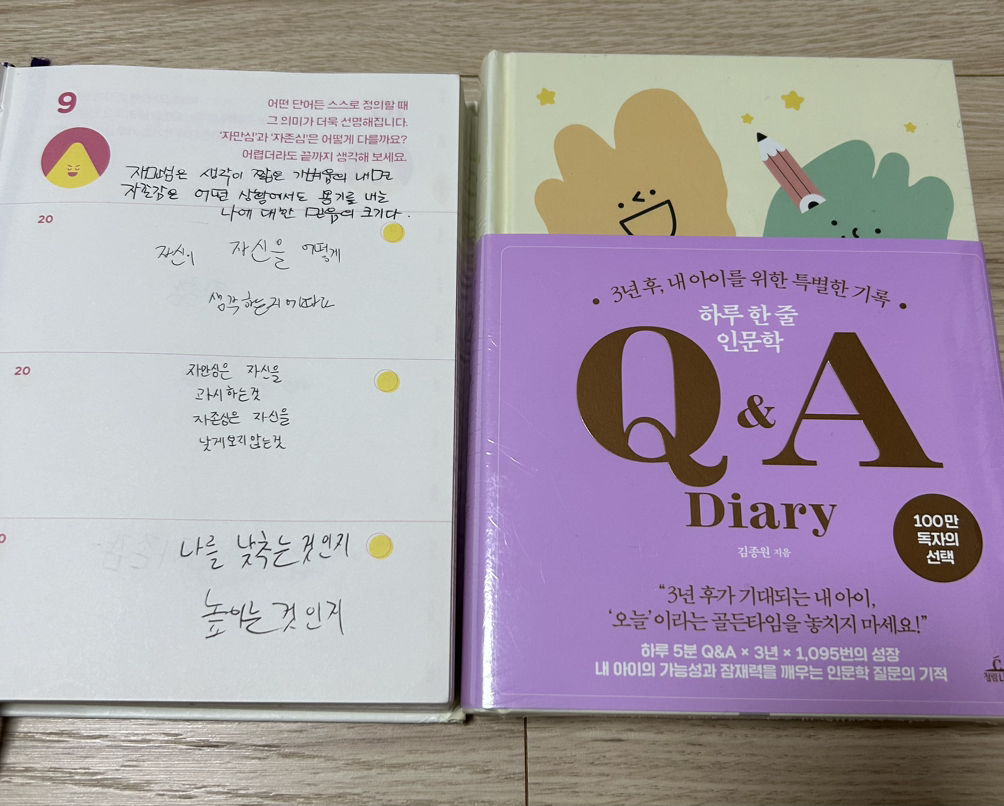 9
어떤 단어든 스스로 정의할 때
그 의미가 더욱 선명해집니다.
'자만심'과 '자존심'은 어떻게 다를까요?
어렵더라도 끝까지 생각해 보세요.
자만심은 생각이 짧은 가벼움의 내면
자존감은 어떤 상황에서도 용기를 내는
나에 대한 믿음의 크기다.
20
자신이 자신을 어떻게
생각하는지에 따라
20
자만심은 자신을
과시하는것
자존심은 자신을
낮게보지않는것
0
나를 낮추는 것인지
높이는 것인지
3년 후, 내 아이를 위한 특별한 기록
하루 한 줄
인문학
Q & A
Diary
김종원 지음
100만
독자의
선택
“3년 후가 기대되는 내 아이,
‘오늘’이라는 골든타임을 놓치지 마세요!”
하루 5분 Q&A × 3년 × 1,095번의 성장
내 아이의 가능성과 잠재력을 깨우는 인문학 질문의 기적